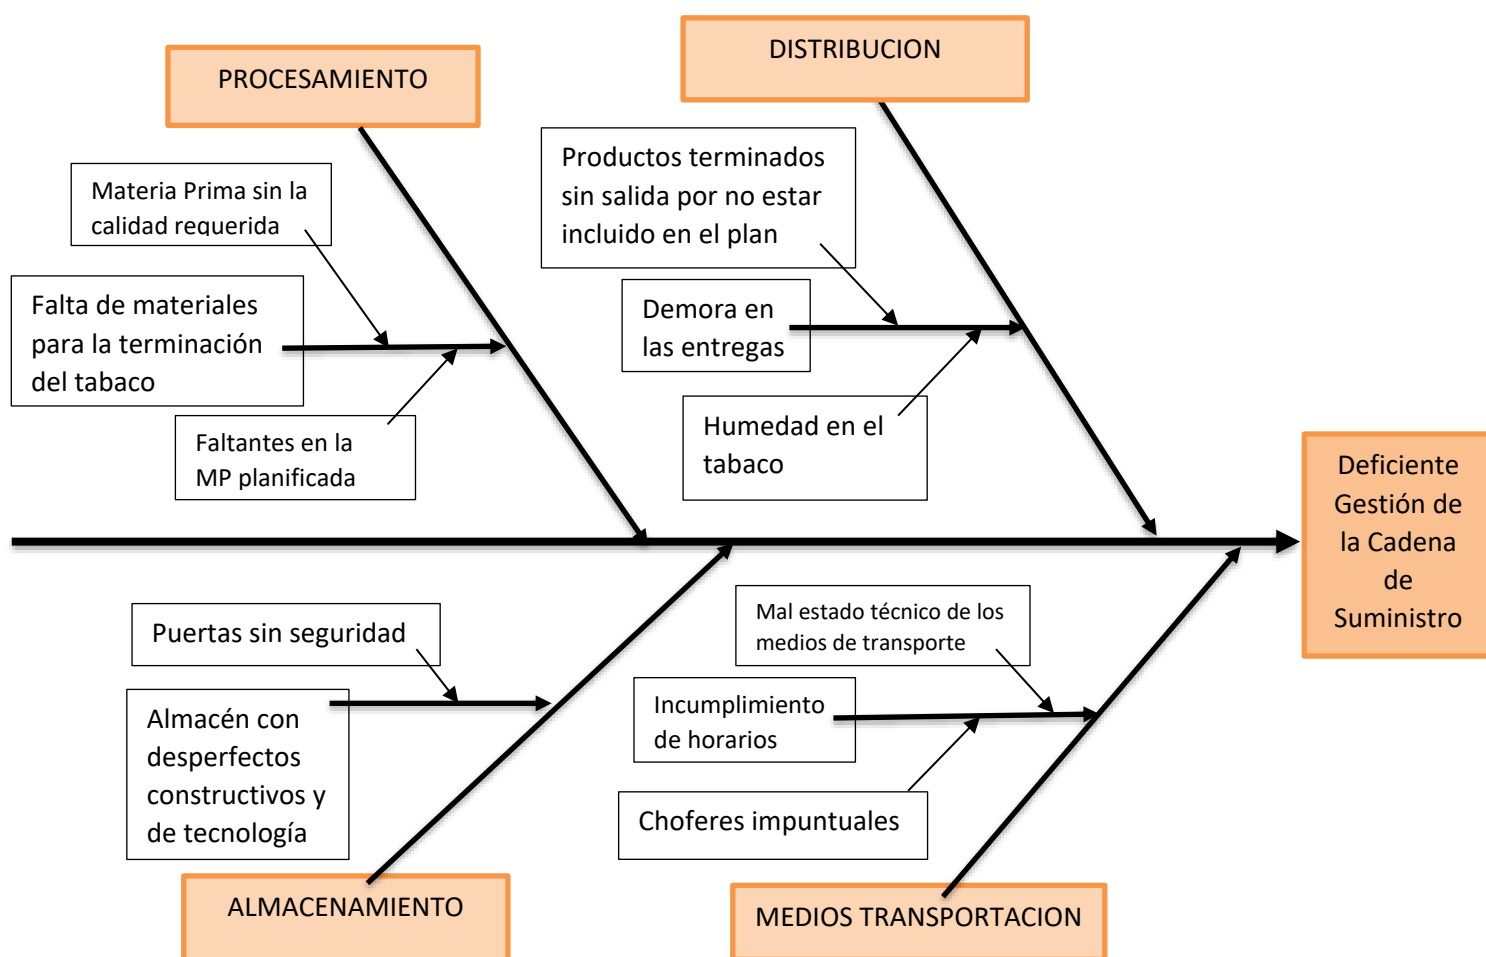 PROCESAMIENTO
DISTRIBUCION
Materia Prima sin la
calidad requerida
Falta de materiales
para la terminación
del tabaco
Faltantes en la
MP planificada
Productos terminados
sin salida por no estar
incluido en el plan
Demora en
las entregas
Humedad en el
tabaco
Deficiente
Gestión de
la Cadena
de
Suministro
Puertas sin seguridad
Almacén con
desperfectos
constructivos y
de tecnología
Mal estado técnico de los
medios de transporte
Incumplimiento
de horarios
Choferes impuntuales
ALMACENAMIENTO
MEDIOS TRANSPORTACION